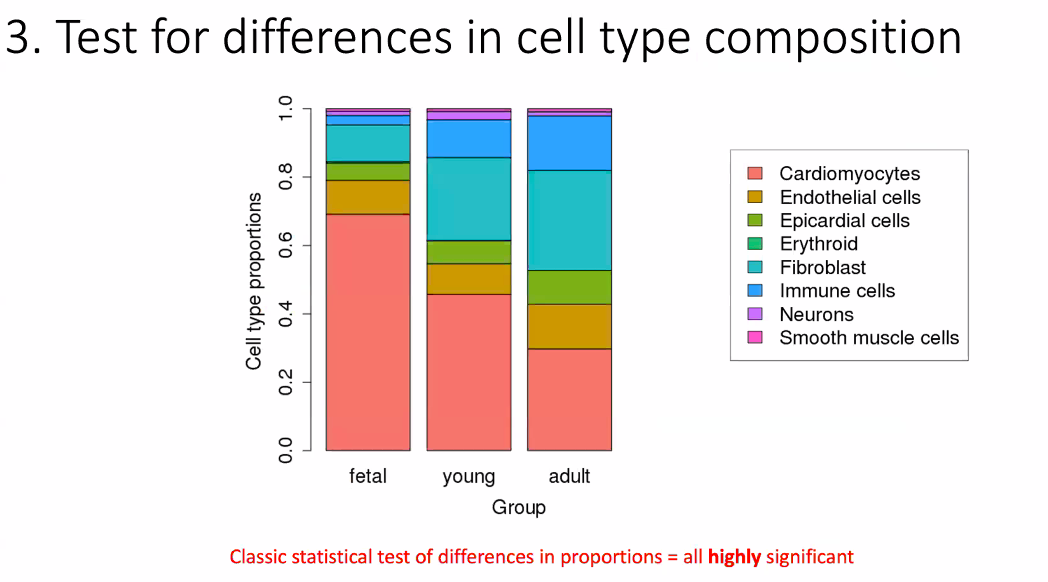 3. Test for differences in cell type composition
Cell type proportions
1.0
0.8
0.6
0.4
0.2
0.0
fetal young adult
Group
Cardiomyocytes
Endothelial cells
Epicardial cells
Erythroid
Fibroblast
Immune cells
Neurons
Smooth muscle cells
Classic statistical test of differences in proportions = all highly significant